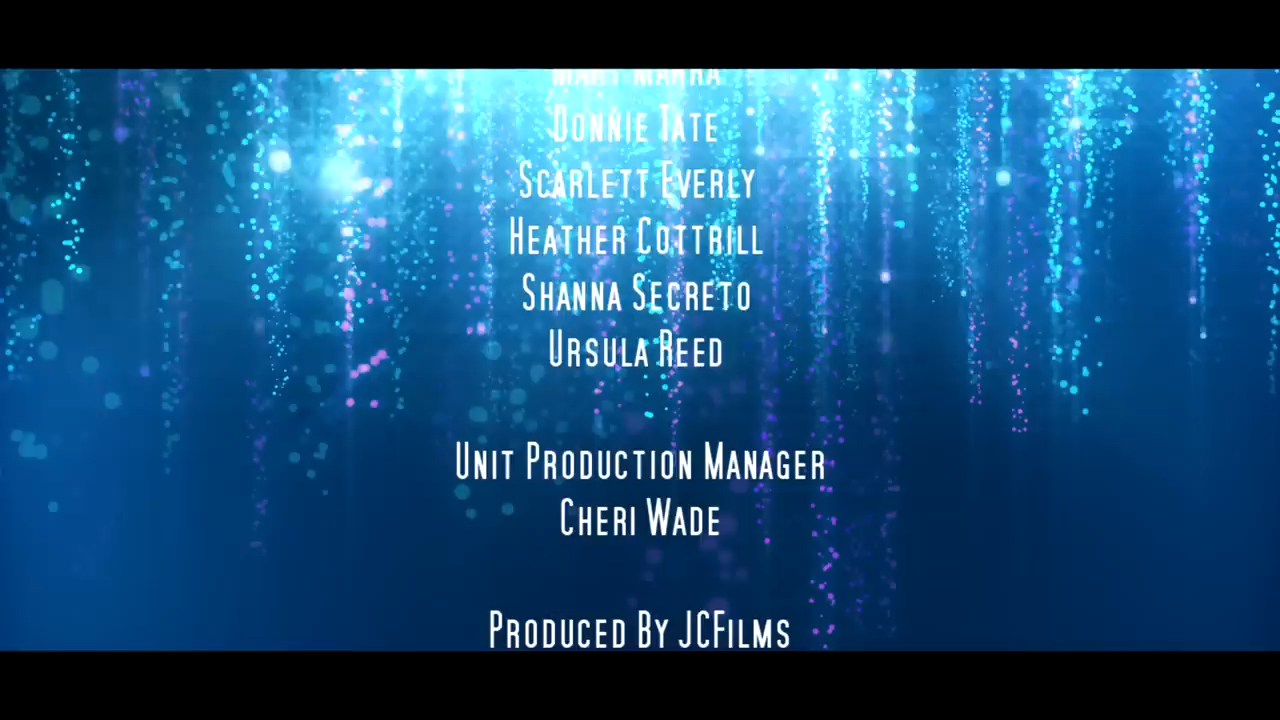 Donnie Tate
Scarlett Everly
Heather Cottrill
Shanna Secreto
Ursula Reed
Unit Production Manager
Cheri Wade
Produced By JCFilms